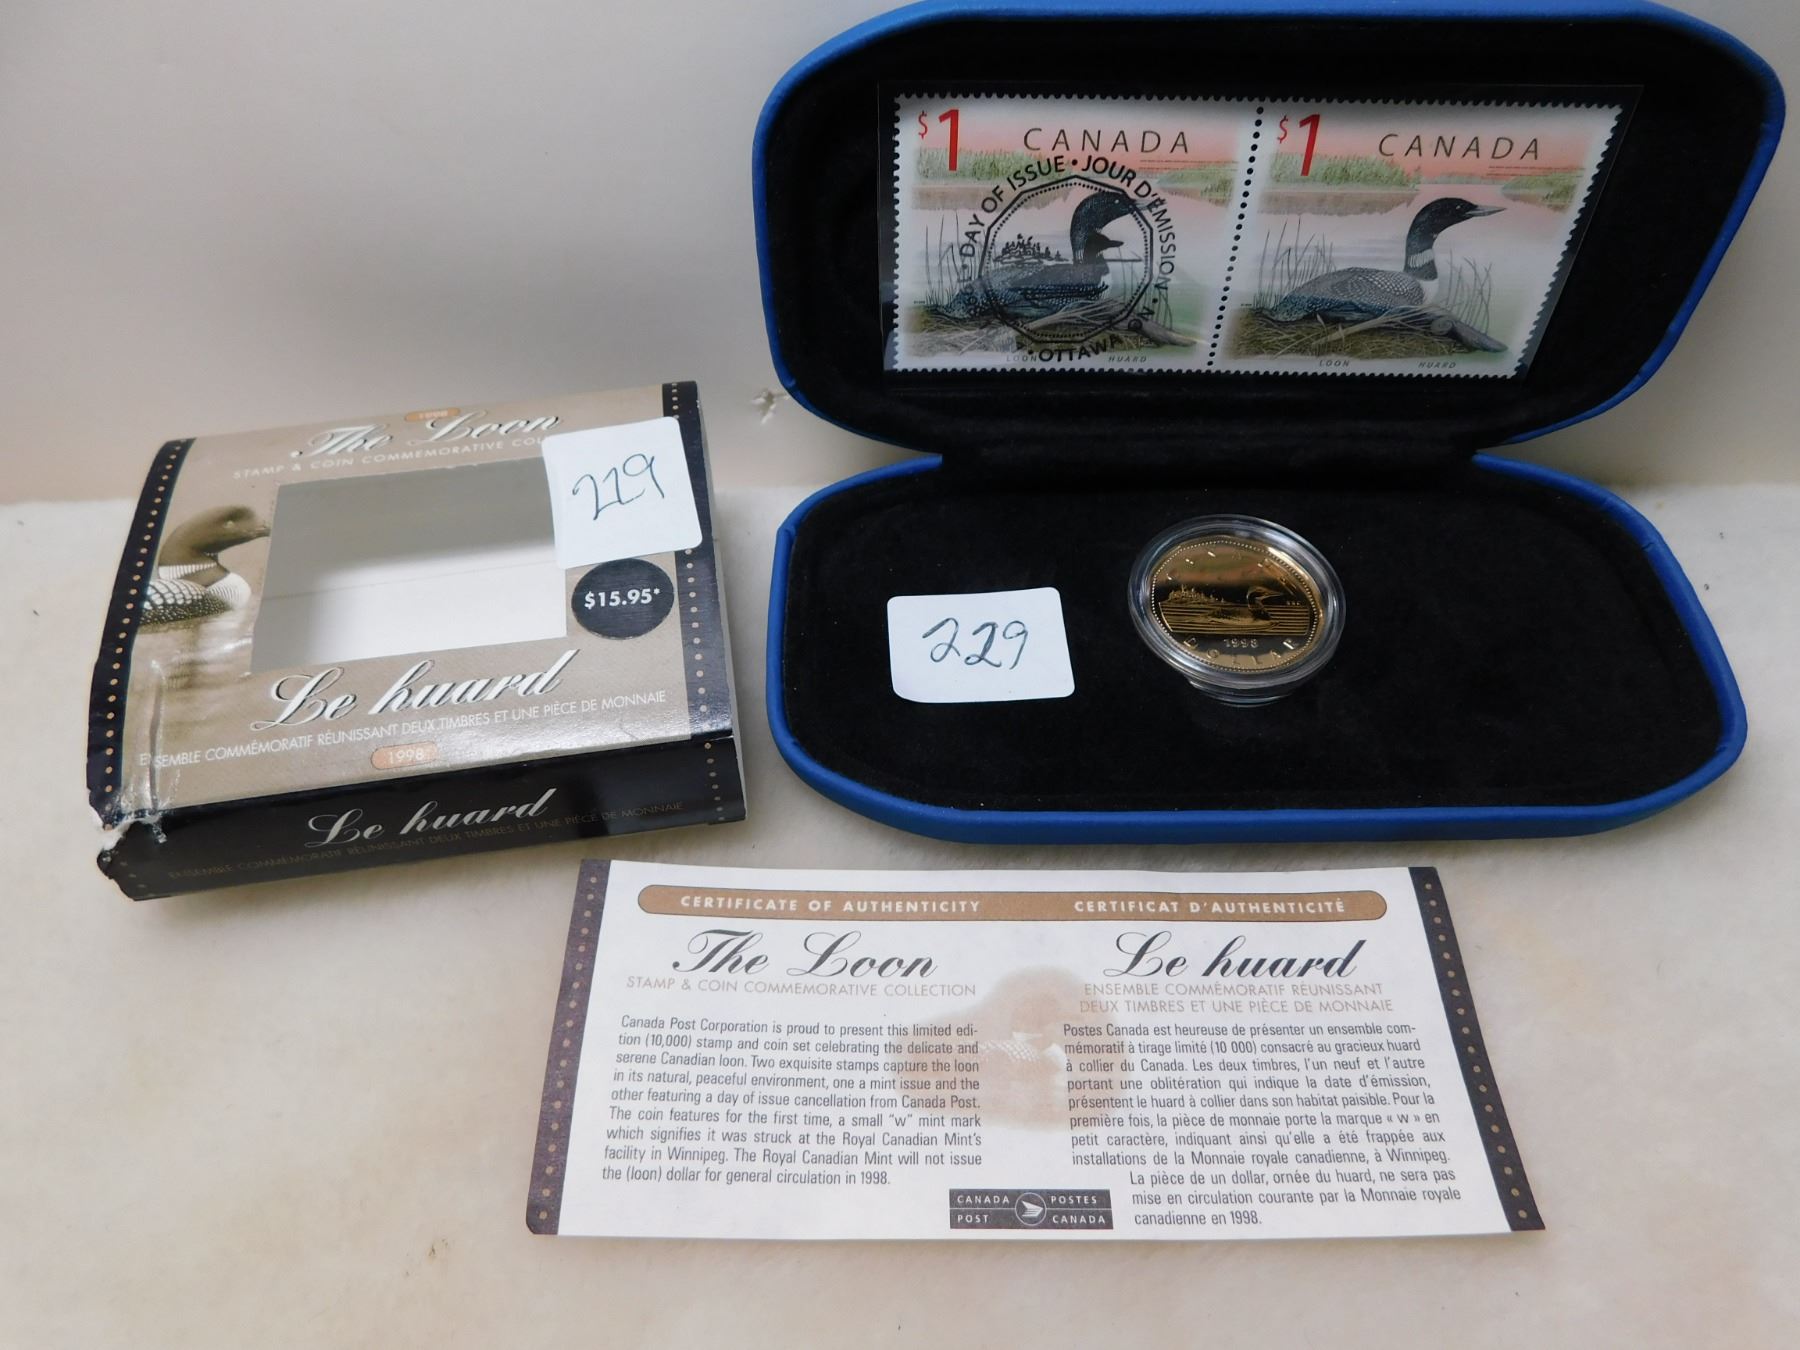 1998
The Loon
STAMP & COIN COMMEMORATIVE
229
$15.95*
Le huard
ENSEMBLE COMMÉMORATIF RÉUNISSANT DEUX TIMBRES ET UNE PIÈCE DE MONNAIE
1998
Le huard
ENSEMBLE COMMÉMORATIF RÉUNISSANT DEUX TIMBRES ET UNE PIÈCE DE MONNAIE
$1 CANADA
DAY OF ISSUE • JOUR D'ÉMISSION •
OTTAWA
LOON HUARD
$1 CANADA
LOON HUARD
229
1998
DOLLAR
CERTIFICATE OF AUTHENTICITY
The Loon
STAMP & COIN COMMEMORATIVE COLLECTION
Canada Post Corporation is proud to present this limited edi-
tion (10,000) stamp and coin set celebrating the delicate and
serene Canadian loon. Two exquisite stamps capture the loon
in its natural, peaceful environment, one a mint issue and the
other featuring a day of issue cancellation from Canada Post.
The coin features for the first time, a small "w" mint mark
which signifies it was struck at the Royal Canadian Mint's
facility in Winnipeg. The Royal Canadian Mint will not issue
the (loon) dollar for general circulation in 1998.
CERTIFICAT D'AUTHENTICITÉ
Le huard
ENSEMBLE COMMÉMORATIF RÉUNISSANT
DEUX TIMBRES ET UNE PIÈCE DE MONNAIE
Postes Canada est heureuse de présenter un ensemble com-
mémoratif à tirage limité (10 000) consacré au gracieux huard
à collier du Canada. Les deux timbres, l'un neuf et l'autre
portant une oblitération qui indique la date d'émission,
présentent le huard à collier dans son habitat paisible. Pour la
première fois, la pièce de monnaie porte la marque « w » en
petit caractère, indiquant ainsi qu'elle a été frappée aux
installations de la Monnaie royale canadienne, à Winnipeg.
La pièce de un dollar, ornée du huard, ne sera pas
mise en circulation courante par la Monnaie royale
canadienne en 1998.
CANADA POSTES
POST CANADA